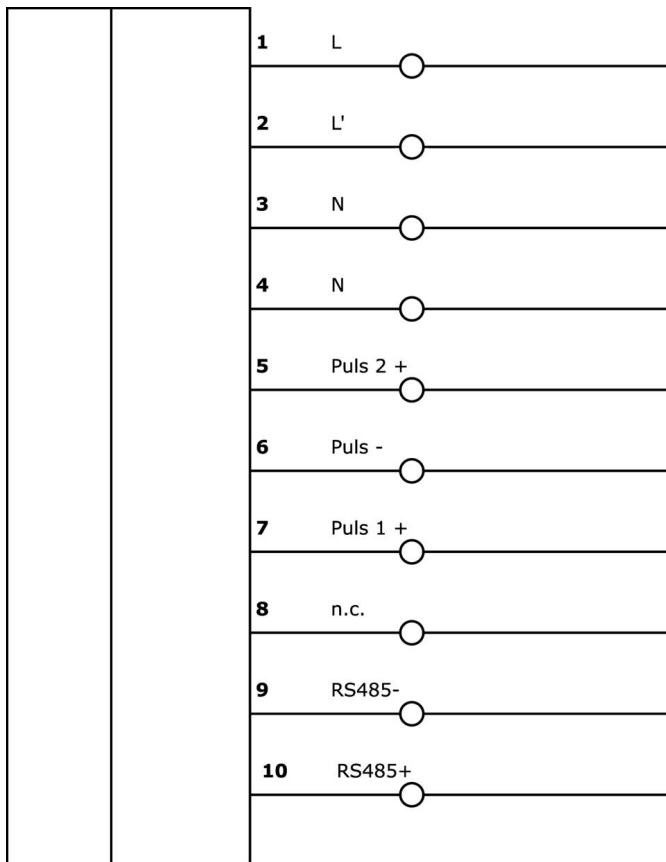 1 L
2 L'
3 N
4 N
5 Puls 2 +
6 Puls -
7 Puls 1 +
8 n.c.
9 RS485-
10 RS485+